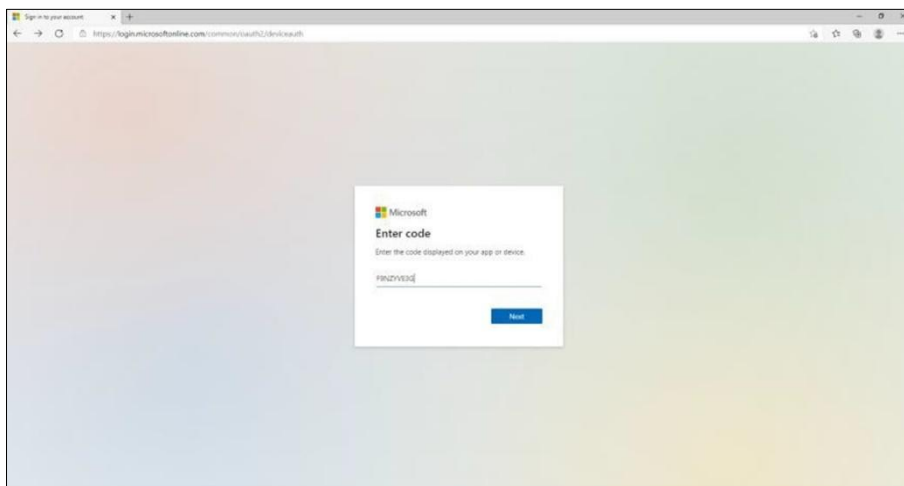 Sign in to your account
https://login.microsoftonline.com/common/oauth2/deviceauth
Microsoft
Enter code
Enter the code displayed on your app or device.
Next